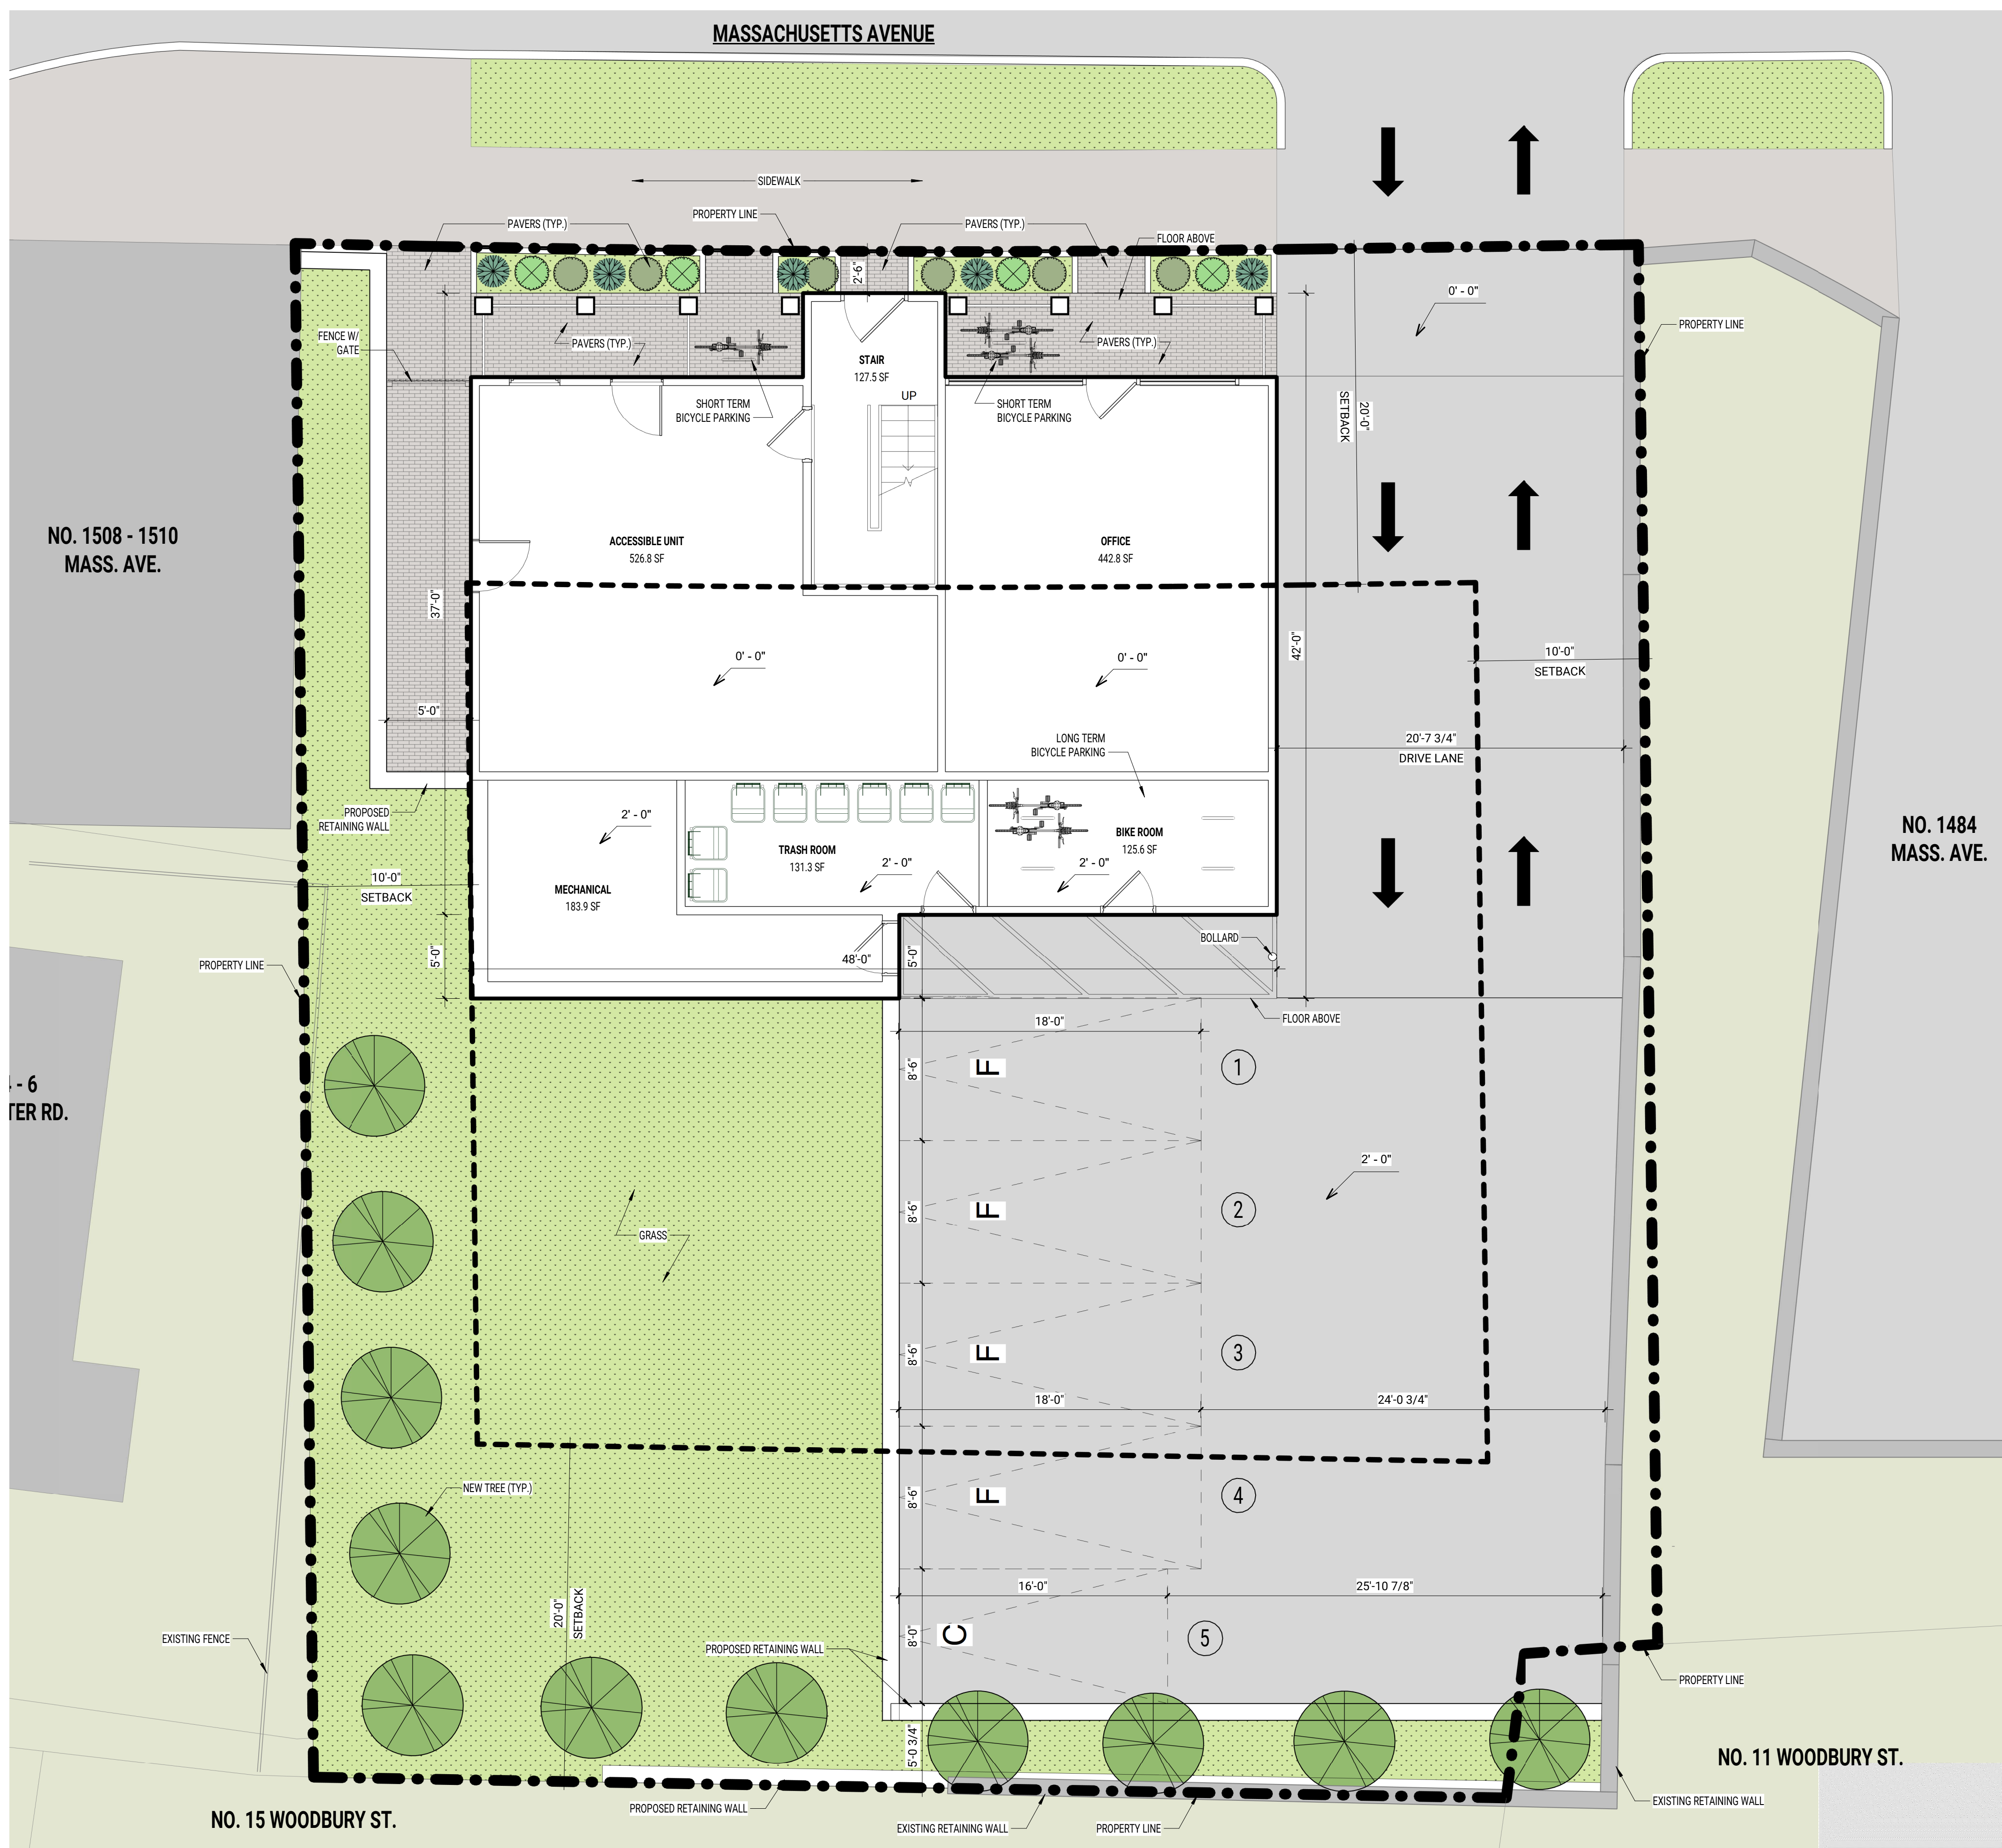 MASSACHUSETTS AVENUE
SIDEWALK
PROPERTY LINE
PAVERS (TYP.)
PAVERS (TYP.)
FLOOR ABOVE
2'-6"
0' - 0"
PROPERTY LINE
FENCE W/
GATE
PAVERS (TYP.)
PAVERS (TYP.)
STAIR
127.5 SF
UP
SHORT TERM
BICYCLE PARKING
SHORT TERM
BICYCLE PARKING
20'-0"
SETBACK
NO. 1508 - 1510
MASS. AVE.
ACCESSIBLE UNIT
526.8 SF
OFFICE
442.8 SF
37'-0"
42'-0"
0' - 0"
0' - 0"
10'-0"
SETBACK
5'-0"
LONG TERM
BICYCLE PARKING
20'-7 3/4"
DRIVE LANE
PROPOSED
RETAINING WALL
2' - 0"
TRASH ROOM
131.3 SF
2' - 0"
BIKE ROOM
125.6 SF
2' - 0"
NO. 1484
MASS. AVE.
10'-0"
SETBACK
MECHANICAL
183.9 SF
BOLLARD
PROPERTY LINE
5'-0"
48'-0"
5'-0"
FLOOR ABOVE
18'-0"
8'-6"
F
1
- 6
TER RD.
2' - 0"
8'-6"
F
2
GRASS
8'-6"
F
3
18'-0"
24'-0 3/4"
NEW TREE (TYP.)
8'-6"
F
4
16'-0"
25'-10 7/8"
20'-0"
SETBACK
EXISTING FENCE
PROPOSED RETAINING WALL
8'-0"
C
5
PROPERTY LINE
5'-0 3/4"
NO. 11 WOODBURY ST.
NO. 15 WOODBURY ST.
PROPOSED RETAINING WALL
EXISTING RETAINING WALL
PROPERTY LINE
EXISTING RETAINING WALL